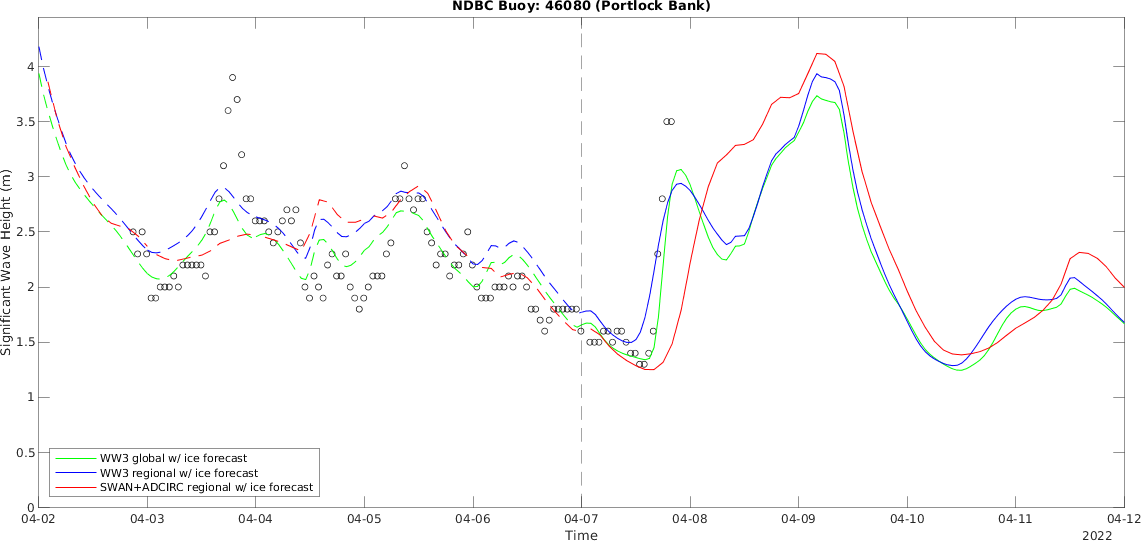 NDBC Buoy: 46080 (Portlock Bank)
Significant Wave Height (m)
4
3.5
3
2.5
2
1.5
1
0.5
0
WW3 global w/ ice forecast
WW3 regional w/ ice forecast
SWAN+ADCIRC regional w/ ice forecast
04-02 04-03 04-04 04-05 04-06 04-07 04-08 04-09 04-10 04-11 04-12
Time
2022